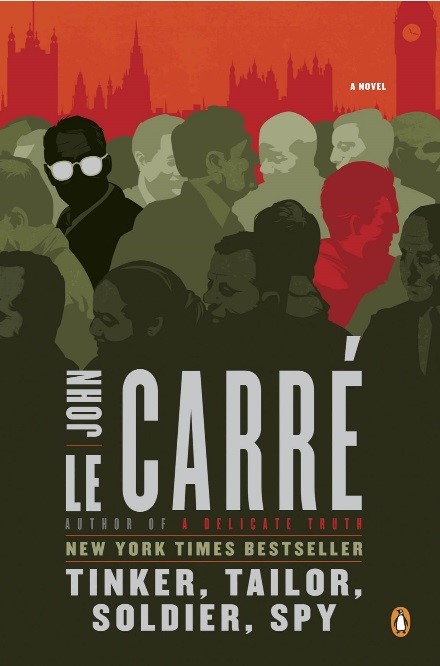 A NOVEL
JOHN
LE CARRÉ
AUTHOR OF A DELICATE TRUTH
NEW YORK TIMES BESTSELLER
TINKER, TAILOR,
SOLDIER, SPY